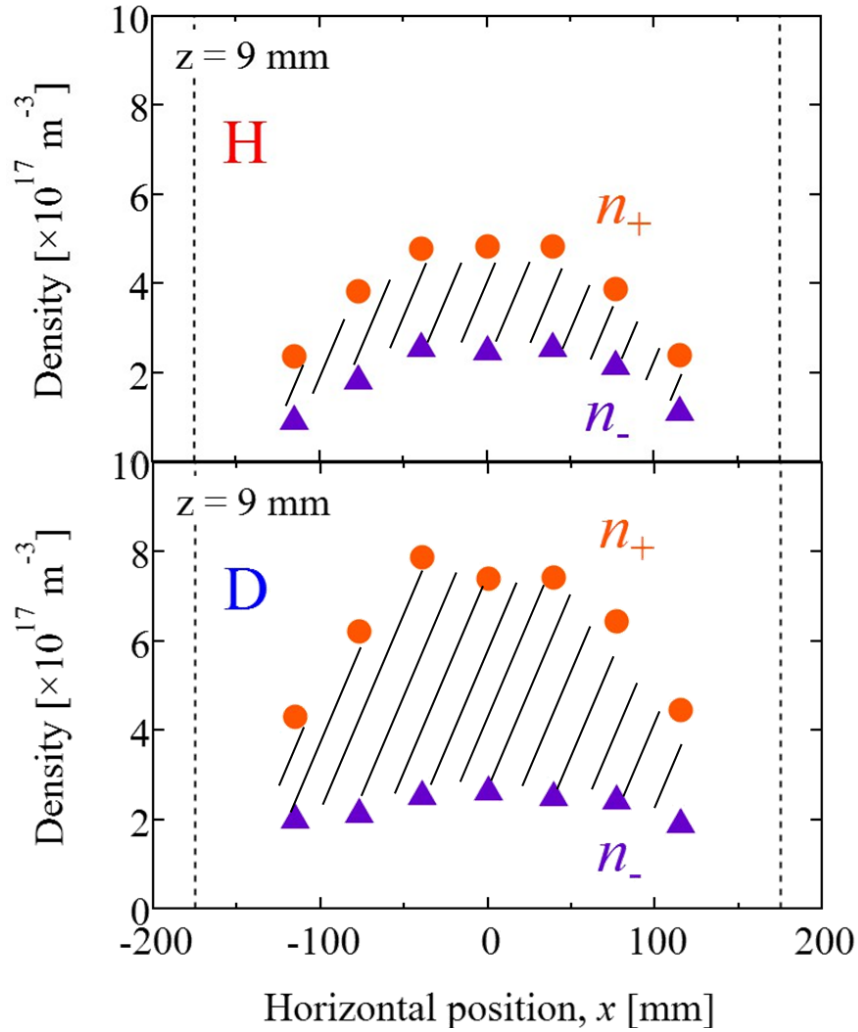 10
z = 9 mm
8
H
6
n+
4
2
n-
Density [×10^17 m^-3]
10
z = 9 mm
8
n+
D
6
4
2
n-
0
Density [×10^17 m^-3]
-200 -100 0 100 200
Horizontal position, x [mm]